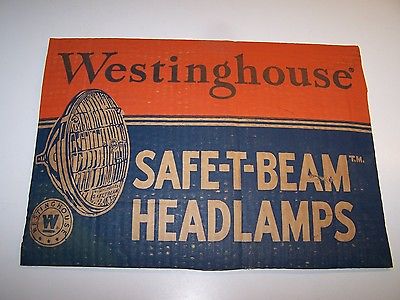 Westinghouse®
SAFE-T-BEAM T.M.
HEADLAMPS
WESTINGHOUSE
W